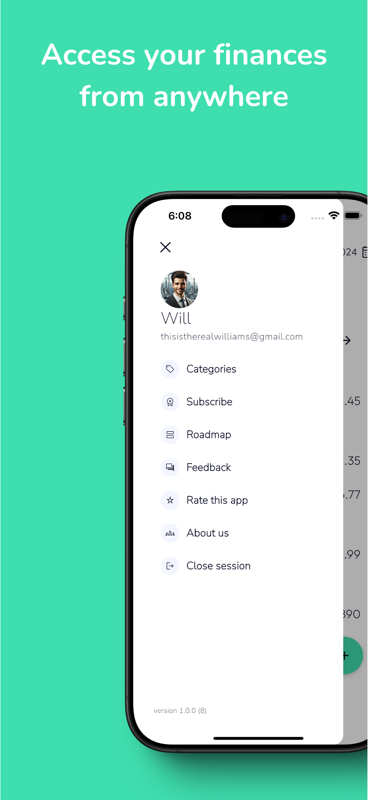 Access your finances
from anywhere
6:08
024
Will
thisistherealwilliams@gmail.com
Categories
Subscribe
.45
Roadmap
.35
Feedback
.77
Rate this app
About us
.99
Close session
890
+
version 1.0.0 (8)